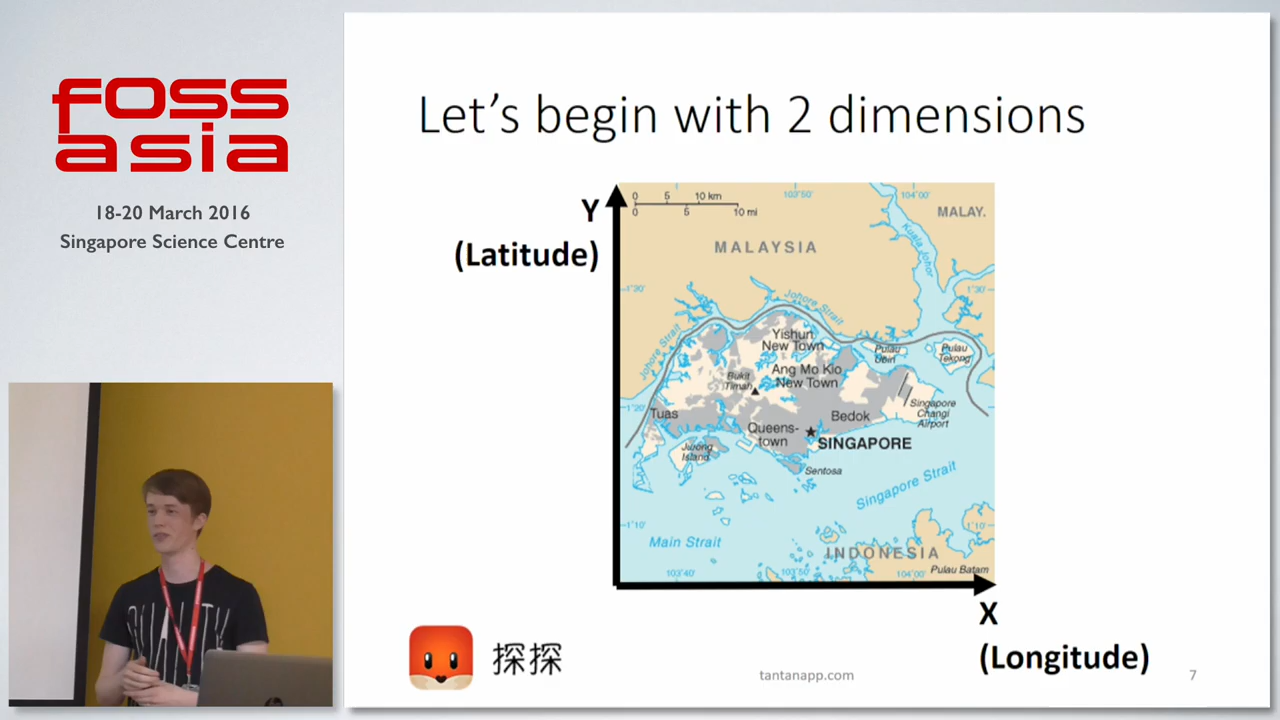 foss
asia
18-20 March 2016
Singapore Science Centre
Let's begin with 2 dimensions
Y
(Latitude)
0 5 10 km
0 5 10 mi
103°50'
104°00'
MALAY.
MALAYSIA
Kuala Johor
1°30'
1°30'
Johore Strait
Johore Strait
Yishun
New Town
Pulau
Ubin
Pulau
Tekong
Bukit
Timah
Ang Mo Kio
New Town
1°20'
Tuas
Queens-
town
Bedok
Singapore
Changi
Airport
SINGAPORE
Jurong
Island
Sentosa
Singapore Strait
1°10'
1°10'
Main Strait
INDONESIA
Pulau Batam
103°40'
103°50'
104°00'
X
(Longitude)
探探
tantanapp.com
7